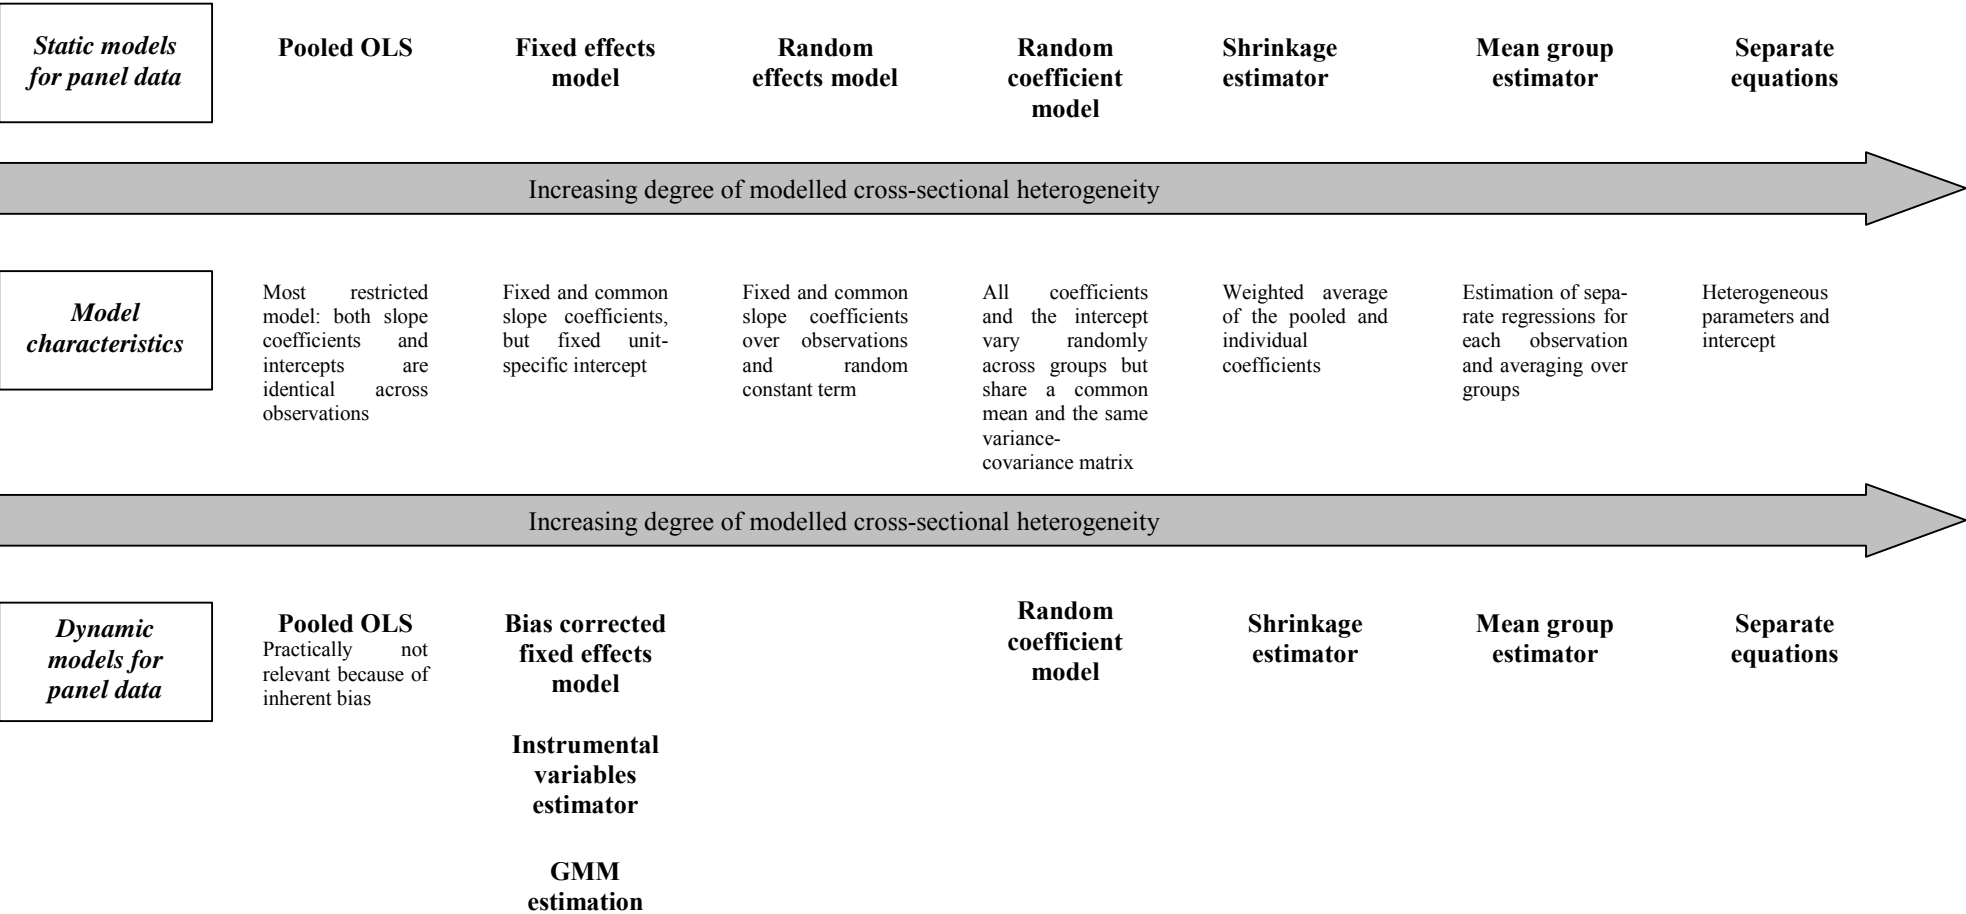 Static models
for panel data
Pooled OLS
Fixed effects
model
Random
effects model
Random
coefficient
model
Shrinkage
estimator
Mean group
estimator
Separate
equations
Increasing degree of modelled cross-sectional heterogeneity
Model
characteristics
Most restricted
model: both slope
coefficients and
intercepts are
identical across
observations
Fixed and common
slope coefficients,
but fixed unit-
specific intercept
Fixed and common
slope coefficients
over observations
and random
constant term
All coefficients
and the intercept
vary randomly
across groups but
share a common
mean and the same
variance-
covariance matrix
Weighted average
of the pooled and
individual
coefficients
Estimation of sepa-
rate regressions for
each observation
and averaging over
groups
Heterogeneous
parameters and
intercept
Increasing degree of modelled cross-sectional heterogeneity
Dynamic
models for
panel data
Pooled OLS
Practically not
relevant because of
inherent bias
Bias corrected
fixed effects
model
Instrumental
variables
estimator
GMM
estimation
Random
coefficient
model
Shrinkage
estimator
Mean group
estimator
Separate
equations